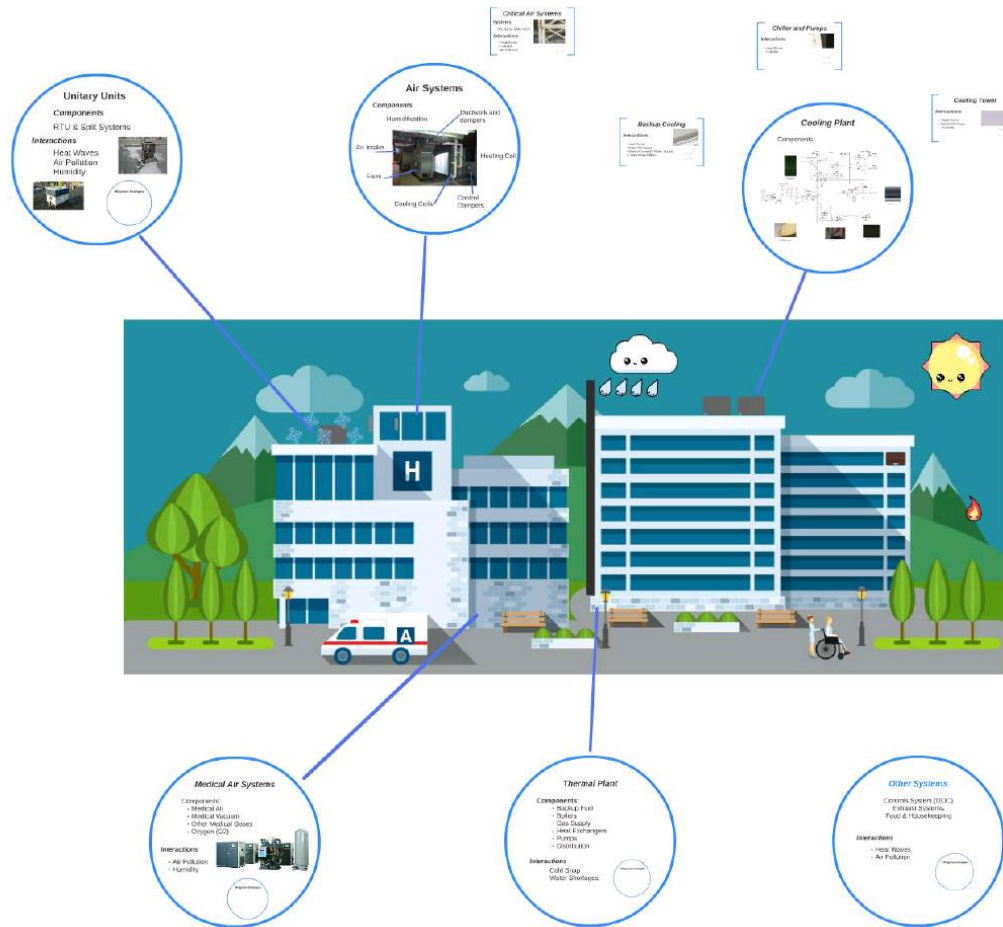 Critical Air Systems
Interactions
Chiller and Pumps
Interactions
Cooling Tower
Backup Cooling
Interactions
Unitary Units
Components
RTU & Split Systems
Interactions
Heat Waves
Air Pollution
Humidity
Air Systems
Components
Humidification
Ductwork and
dampers
Air Intake
Heating Coil
Fans
Cooling Coils
Control
Dampers
Cooling Plant
Components
H
A
Medical Air Systems
Components:
- Medical Air
- Medical Vacuum
- Other Medical Gases
- Oxygen (O2)
Interactions
- Air Pollution
- Humidity
Thermal Plant
Components:
- Backup Fuel
- Boilers
- Gas Supply
- Heat Exchangers
- Pumps
- Distribution
Interactions
Cold Snap
Water Shortages
Other Systems
Controls System (DDC)
Exhaust Systems
Food & Housekeeping
Interactions
- Heat Waves
- Air Pollution